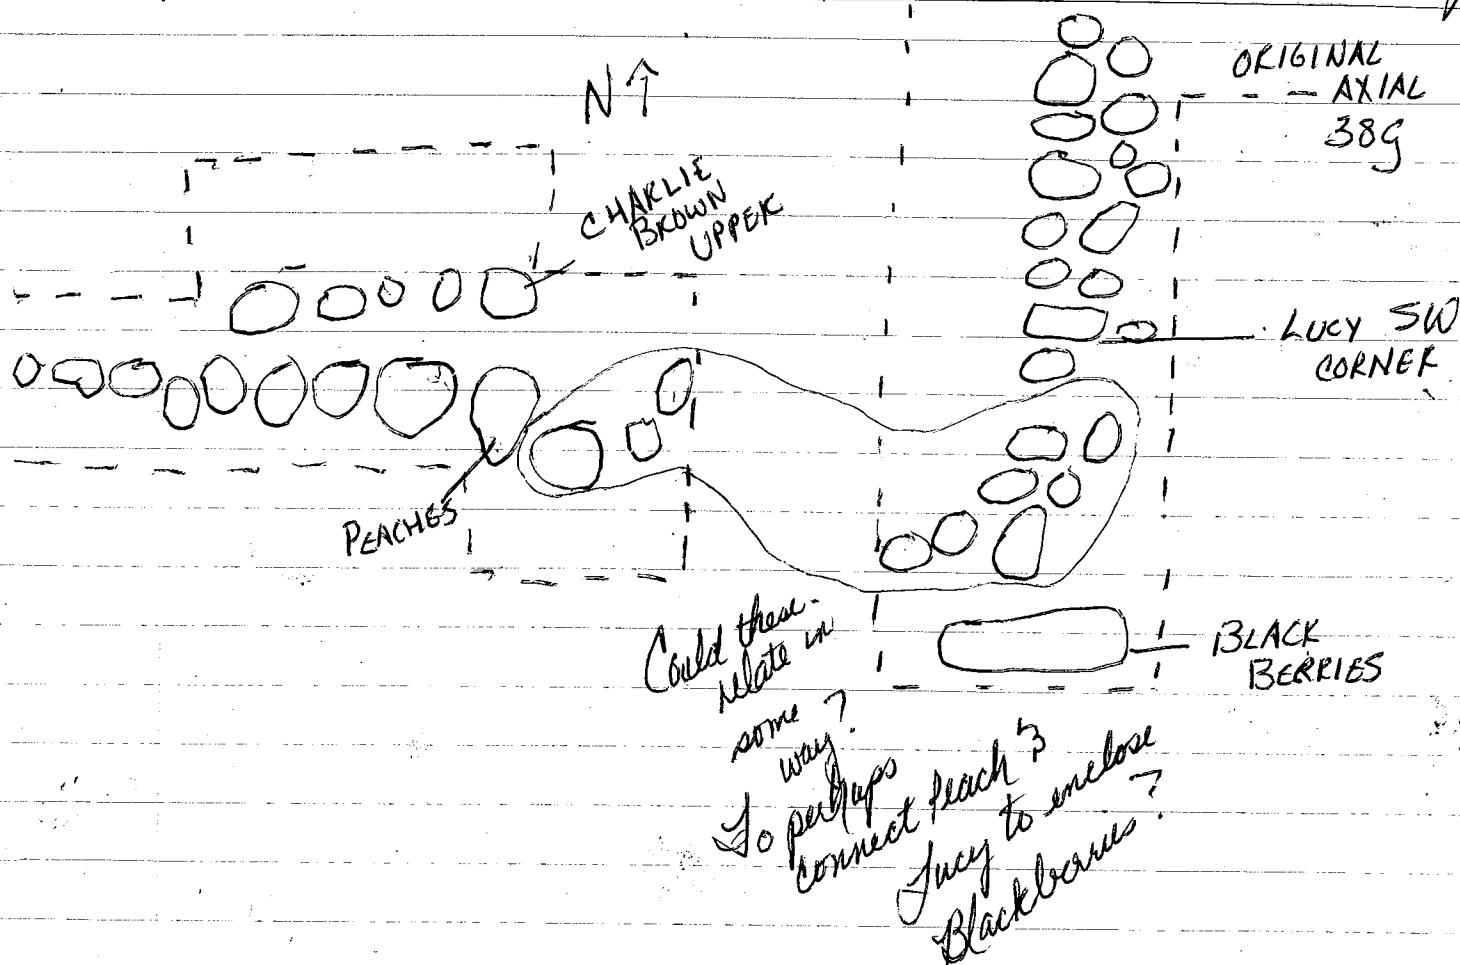 N↑
ORIGINAL
AXIAL
38G
CHARLIE
BROWN
UPPER
LUCY SW
CORNER
PEACHES
BLACK
BERRIES
Could these
relate in
some
way?
To perhaps
connect Peach &
Lucy to enclose
Blackberries?